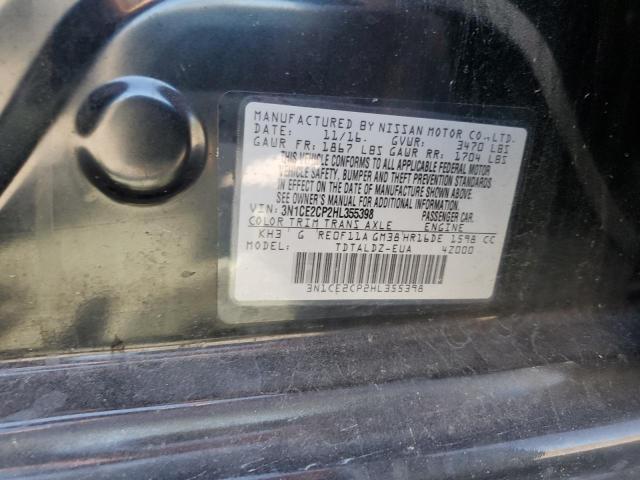 MANUFACTURED BY NISSAN MOTOR CO.,LTD.
DATE: 11/16. GVWR: 3470 LBS
GAWR FR: 1867 LBS GAWR RR: 1704 LBS
THIS VEHICLE CONFORMS TO ALL APPLICABLE FEDERAL MOTOR
VEHICLE SAFETY, BUMPER AND THEFT PREVENTION STANDARDS
IN EFFECT ON THE DATE OF MANUFACTURE SHOWN ABOVE.
SEE OWNER'S MANUAL FOR ADDITIONAL INFORMATION.
VIN: 3N1CE2CP2HL355398 PASSENGER CAR.
COLOR TRIM TRANS AXLE ENGINE
KH3 G RE0F11A GM38 HR16DE 1598 CC
MODEL: TDTALDZ-EUA 4Z000
3N1CE2CP2HL355398